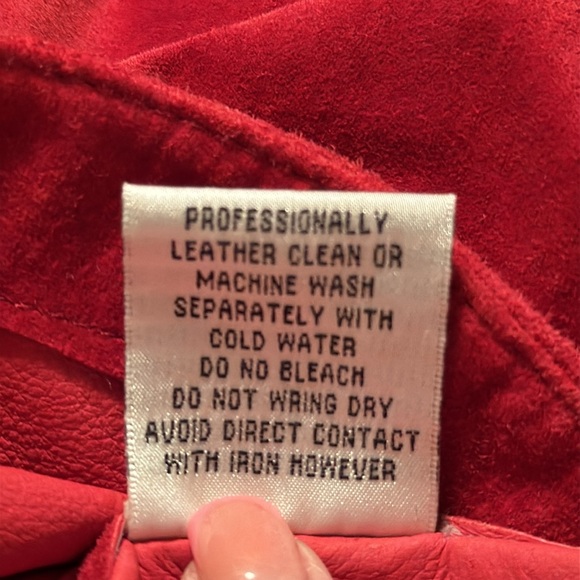 PROFESSIONALLY
LEATHER CLEAN OR
MACHINE WASH
SEPARATELY WITH
COLD WATER
DO NO BLEACH
DO NOT WRING DRY
AVOID DIRECT CONTACT
WITH IRON HOWEVER